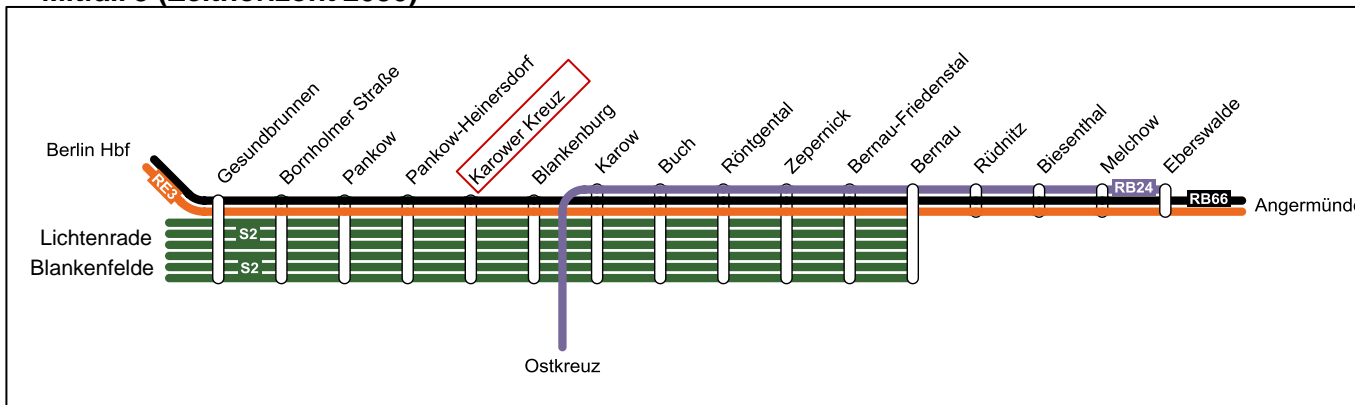 Gesundbrunnen
Bornholmer Straße
Pankow
Pankow-Heinersdorf
Karower Kreuz
Blankenburg
Karow
Buch
Röntgental
Zepernick
Bernau-Friedenstal
Bernau
Rüdnitz
Biesenthal
Melchow
Eberswalde
Berlin Hbf
RE3
RB24
RB66
Angermünde
Lichtenrade
S2
Blankenfelde
S2
Ostkreuz